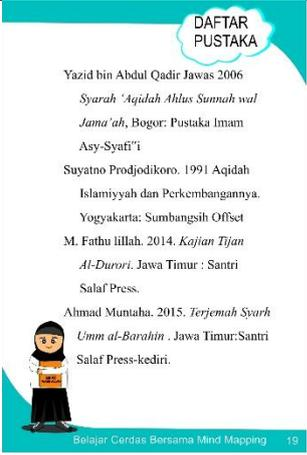 DAFTAR
PUSTAKA
Yazid bin Abdul Qadir Jawas 2006
Syarah ‘Aqidah Ahlus Sunnah wal
Jama’ah, Bogor: Pustaka Imam
Asy-Syafi"i
Suyatno Prodjodikoro. 1991 Aqidah
Islamiyyah dan Perkembangannya.
Yogyakarta: Sumbangsih Offset
M. Fathu lillah. 2014. Kajian Tijan
Al-Durori. Jawa Timur : Santri
Salaf Press.
Ahmad Muntaha. 2015. Terjemah Syarh
Umm al-Barahin . Jawa Timur:Santri
Salaf Press-kediri.
Belajar Cerdas Bersama Mind Mapping 19